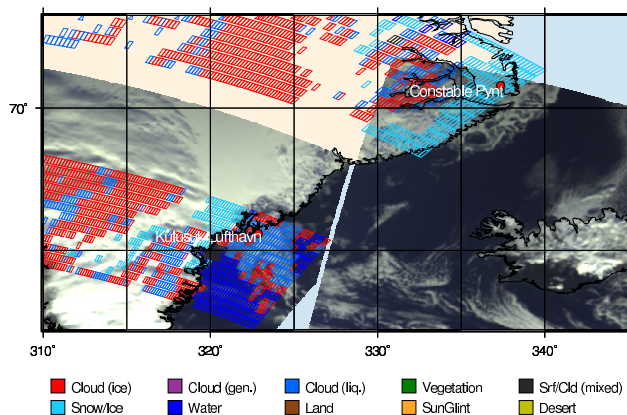 Constable Pynt
70°
Kulusuk Lufthavn
310°
320°
330°
340°
Cloud (ice)
Cloud (gen.)
Cloud (liq.)
Vegetation
Srf/Cld (mixed)
Snow/Ice
Water
Land
SunGlint
Desert